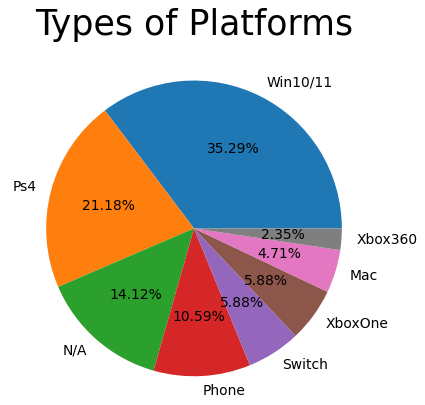 Types of Platforms
Win10/11
35.29%
Ps4
21.18%
N/A
14.12%
Phone
10.59%
Switch
5.88%
XboxOne
5.88%
Mac
4.71%
Xbox360
2.35%